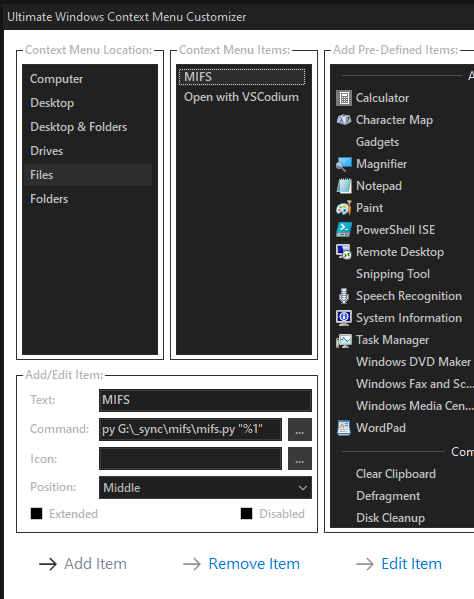 Ultimate Windows Context Menu Customizer
Context Menu Location:
Computer
Desktop
Desktop & Folders
Drives
Files
Folders
Context Menu Items:
MIFS
Open with VSCodium
Add Pre-Defined Items:
A
Calculator
Character Map
Gadgets
Magnifier
Notepad
Paint
PowerShell ISE
Remote Desktop
Snipping Tool
Speech Recognition
System Information
Task Manager
Windows DVD Maker
Windows Fax and Sc...
Windows Media Cen...
WordPad
Com
Clear Clipboard
Defragment
Disk Cleanup
Add/Edit Item:
Text: MIFS
Command: py G:\_sync\mifs\mifs.py "%1" ...
Icon: ...
Position: Middle
Extended Disabled
Add Item Remove Item Edit Item